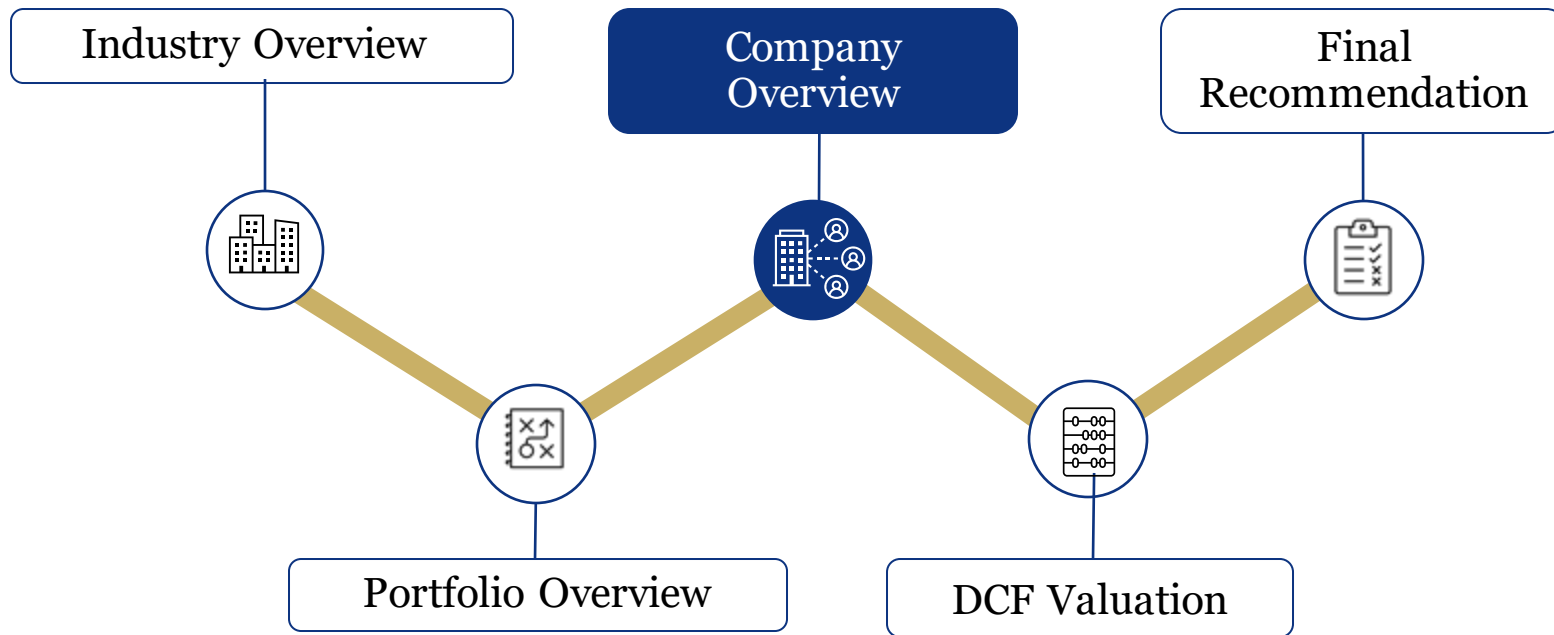 Industry Overview
Company
Overview
Final
Recommendation
Portfolio Overview
DCF Valuation